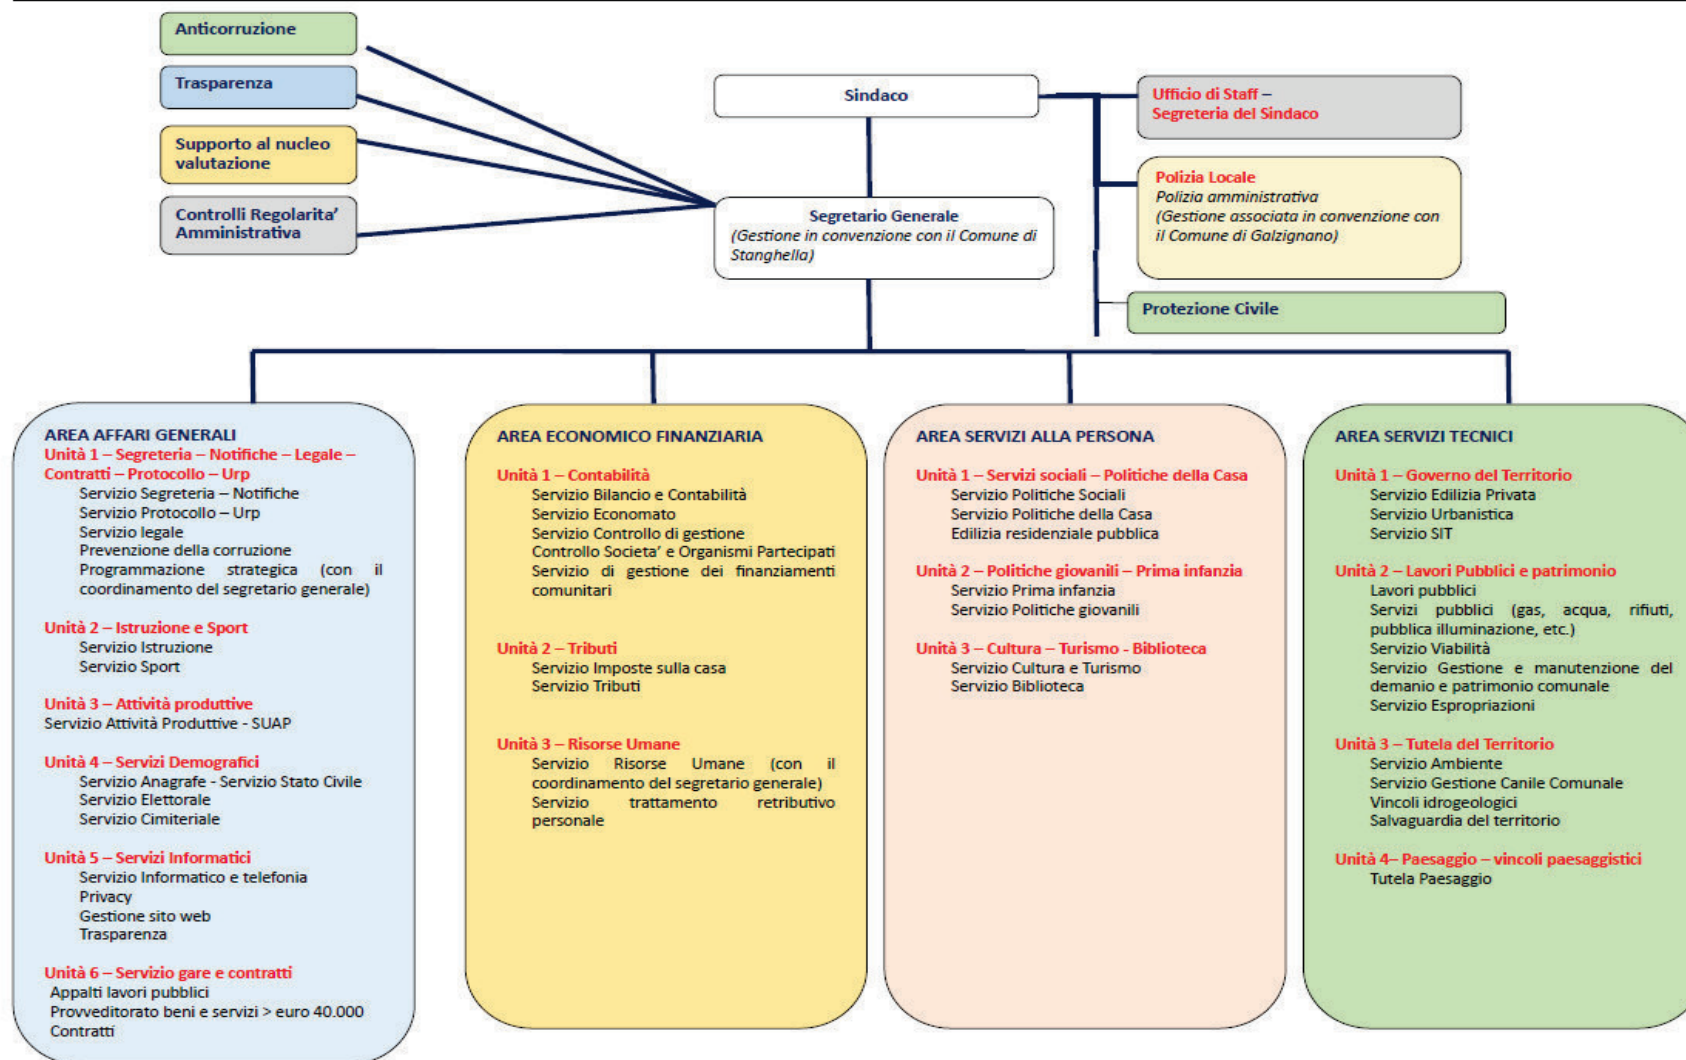 Anticorruzione
Trasparenza
Supporto al nucleo
valutazione
Controlli Regolarita’
Amministrativa
Sindaco
Segretario Generale
(Gestione in convenzione con il Comune di
Stanghella)
Ufficio di Staff –
Segreteria del Sindaco
Polizia Locale
Polizia amministrativa
(Gestione associata in convenzione con
il Comune di Galzignano)
Protezione Civile
AREA AFFARI GENERALI
Unità 1 – Segreteria – Notifiche – Legale –
Contratti – Protocollo – Urp
Servizio Segreteria – Notifiche
Servizio Protocollo – Urp
Servizio legale
Prevenzione della corruzione
Programmazione strategica (con il
coordinamento del segretario generale)
Unità 2 – Istruzione e Sport
Servizio Istruzione
Servizio Sport
Unità 3 – Attività produttive
Servizio Attività Produttive - SUAP
Unità 4 – Servizi Demografici
Servizio Anagrafe - Servizio Stato Civile
Servizio Elettorale
Servizio Cimiteriale
Unità 5 – Servizi Informatici
Servizio Informatico e telefonia
Privacy
Gestione sito web
Trasparenza
Unità 6 – Servizio gare e contratti
Appalti lavori pubblici
Provveditorato beni e servizi > euro 40.000
Contratti
AREA ECONOMICO FINANZIARIA
Unità 1 – Contabilità
Servizio Bilancio e Contabilità
Servizio Economato
Servizio Controllo di gestione
Controllo Societa’ e Organismi Partecipati
Servizio di gestione dei finanziamenti
comunitari
Unità 2 – Tributi
Servizio Imposte sulla casa
Servizio Tributi
Unità 3 – Risorse Umane
Servizio Risorse Umane (con il
coordinamento del segretario generale)
Servizio trattamento retributivo
personale
AREA SERVIZI ALLA PERSONA
Unità 1 – Servizi sociali – Politiche della Casa
Servizio Politiche Sociali
Servizio Politiche della Casa
Edilizia residenziale pubblica
Unità 2 – Politiche giovanili – Prima infanzia
Servizio Prima infanzia
Servizio Politiche giovanili
Unità 3 – Cultura – Turismo - Biblioteca
Servizio Cultura e Turismo
Servizio Biblioteca
AREA SERVIZI TECNICI
Unità 1 – Governo del Territorio
Servizio Edilizia Privata
Servizio Urbanistica
Servizio SIT
Unità 2 – Lavori Pubblici e patrimonio
Lavori pubblici
Servizi pubblici (gas, acqua, rifiuti,
pubblica illuminazione, etc.)
Servizio Viabilità
Servizio Gestione e manutenzione del
demanio e patrimonio comunale
Servizio Espropriazioni
Unità 3 – Tutela del Territorio
Servizio Ambiente
Servizio Gestione Canile Comunale
Vincoli idrogeologici
Salvaguardia del territorio
Unità 4– Paesaggio – vincoli paesaggistici
Tutela Paesaggio